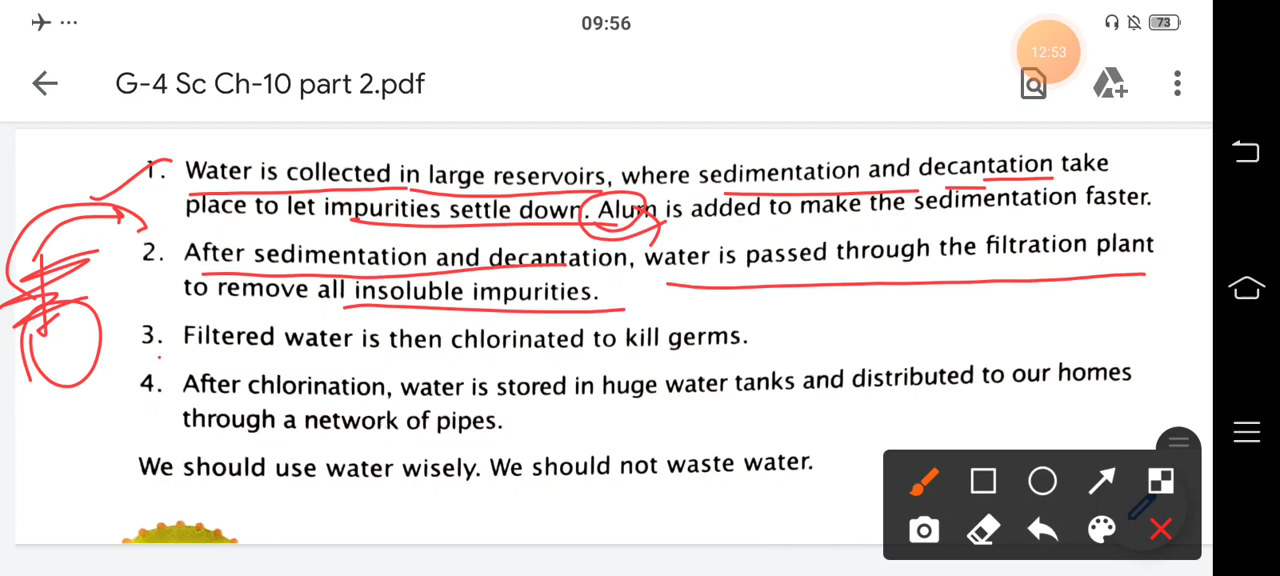 09:56
73
12:53
G-4 Sc Ch-10 part 2.pdf
1. Water is collected in large reservoirs, where sedimentation and decantation take
place to let impurities settle down. Alum is added to make the sedimentation faster.
2. After sedimentation and decantation, water is passed through the filtration plant
to remove all insoluble impurities.
3. Filtered water is then chlorinated to kill germs.
4. After chlorination, water is stored in huge water tanks and distributed to our homes
through a network of pipes.
We should use water wisely. We should not waste water.